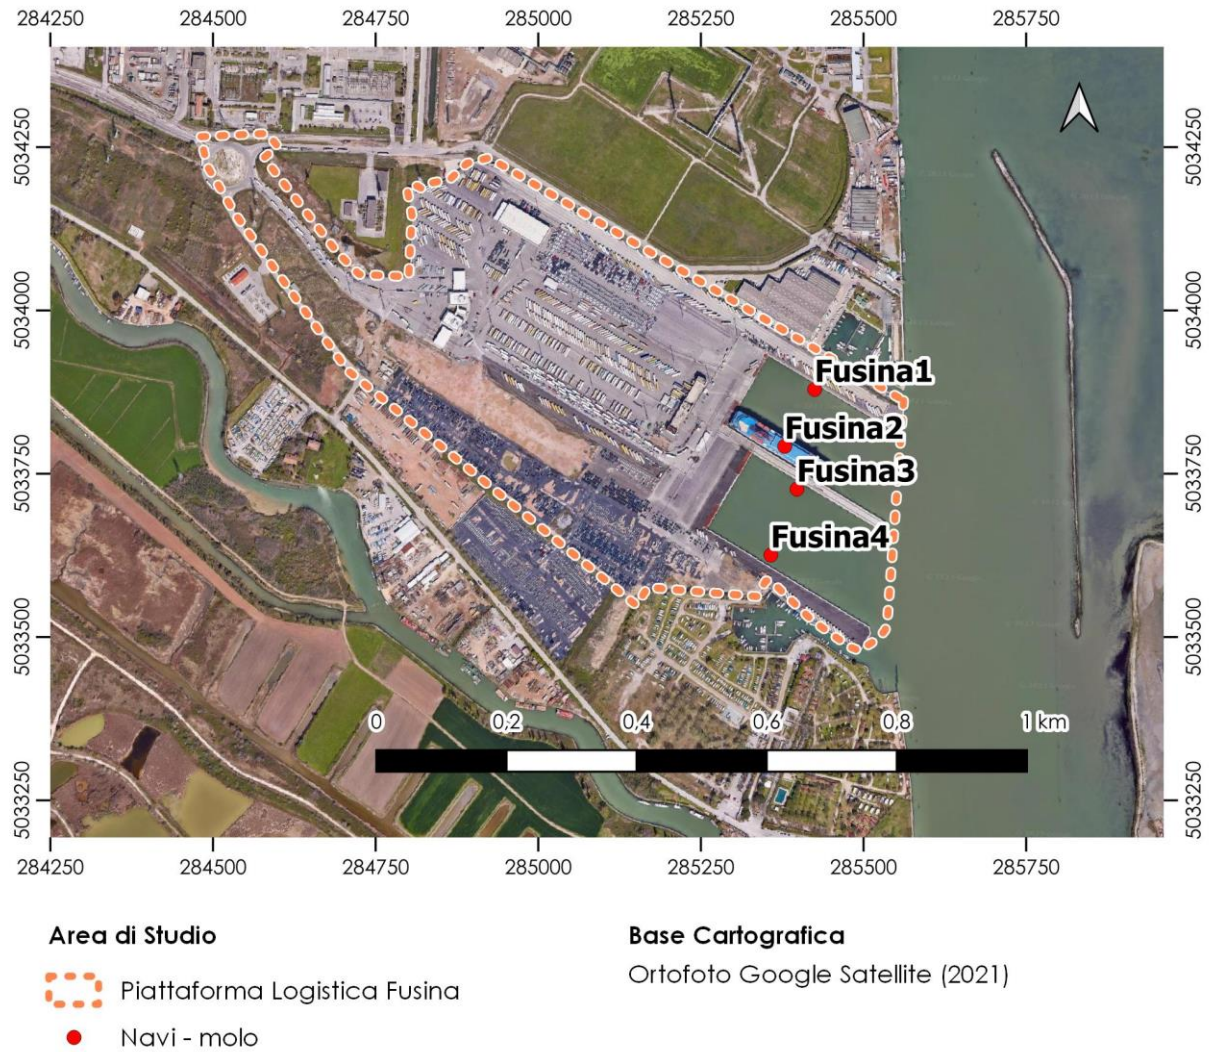 284250 284500 284750 285000 285250 285500 285750
5034250 5034250
5034000 5034000
Fusina1
Fusina2
5033750 5033750
Fusina3
Fusina4
5033500 5033500
0 0,2 0,4 0,6 0,8 1 km
5033250 5033250
284250 284500 284750 285000 285250 285500 285750
Area di Studio
Piattaforma Logistica Fusina
Navi - molo
Base Cartografica
Ortofoto Google Satellite (2021)